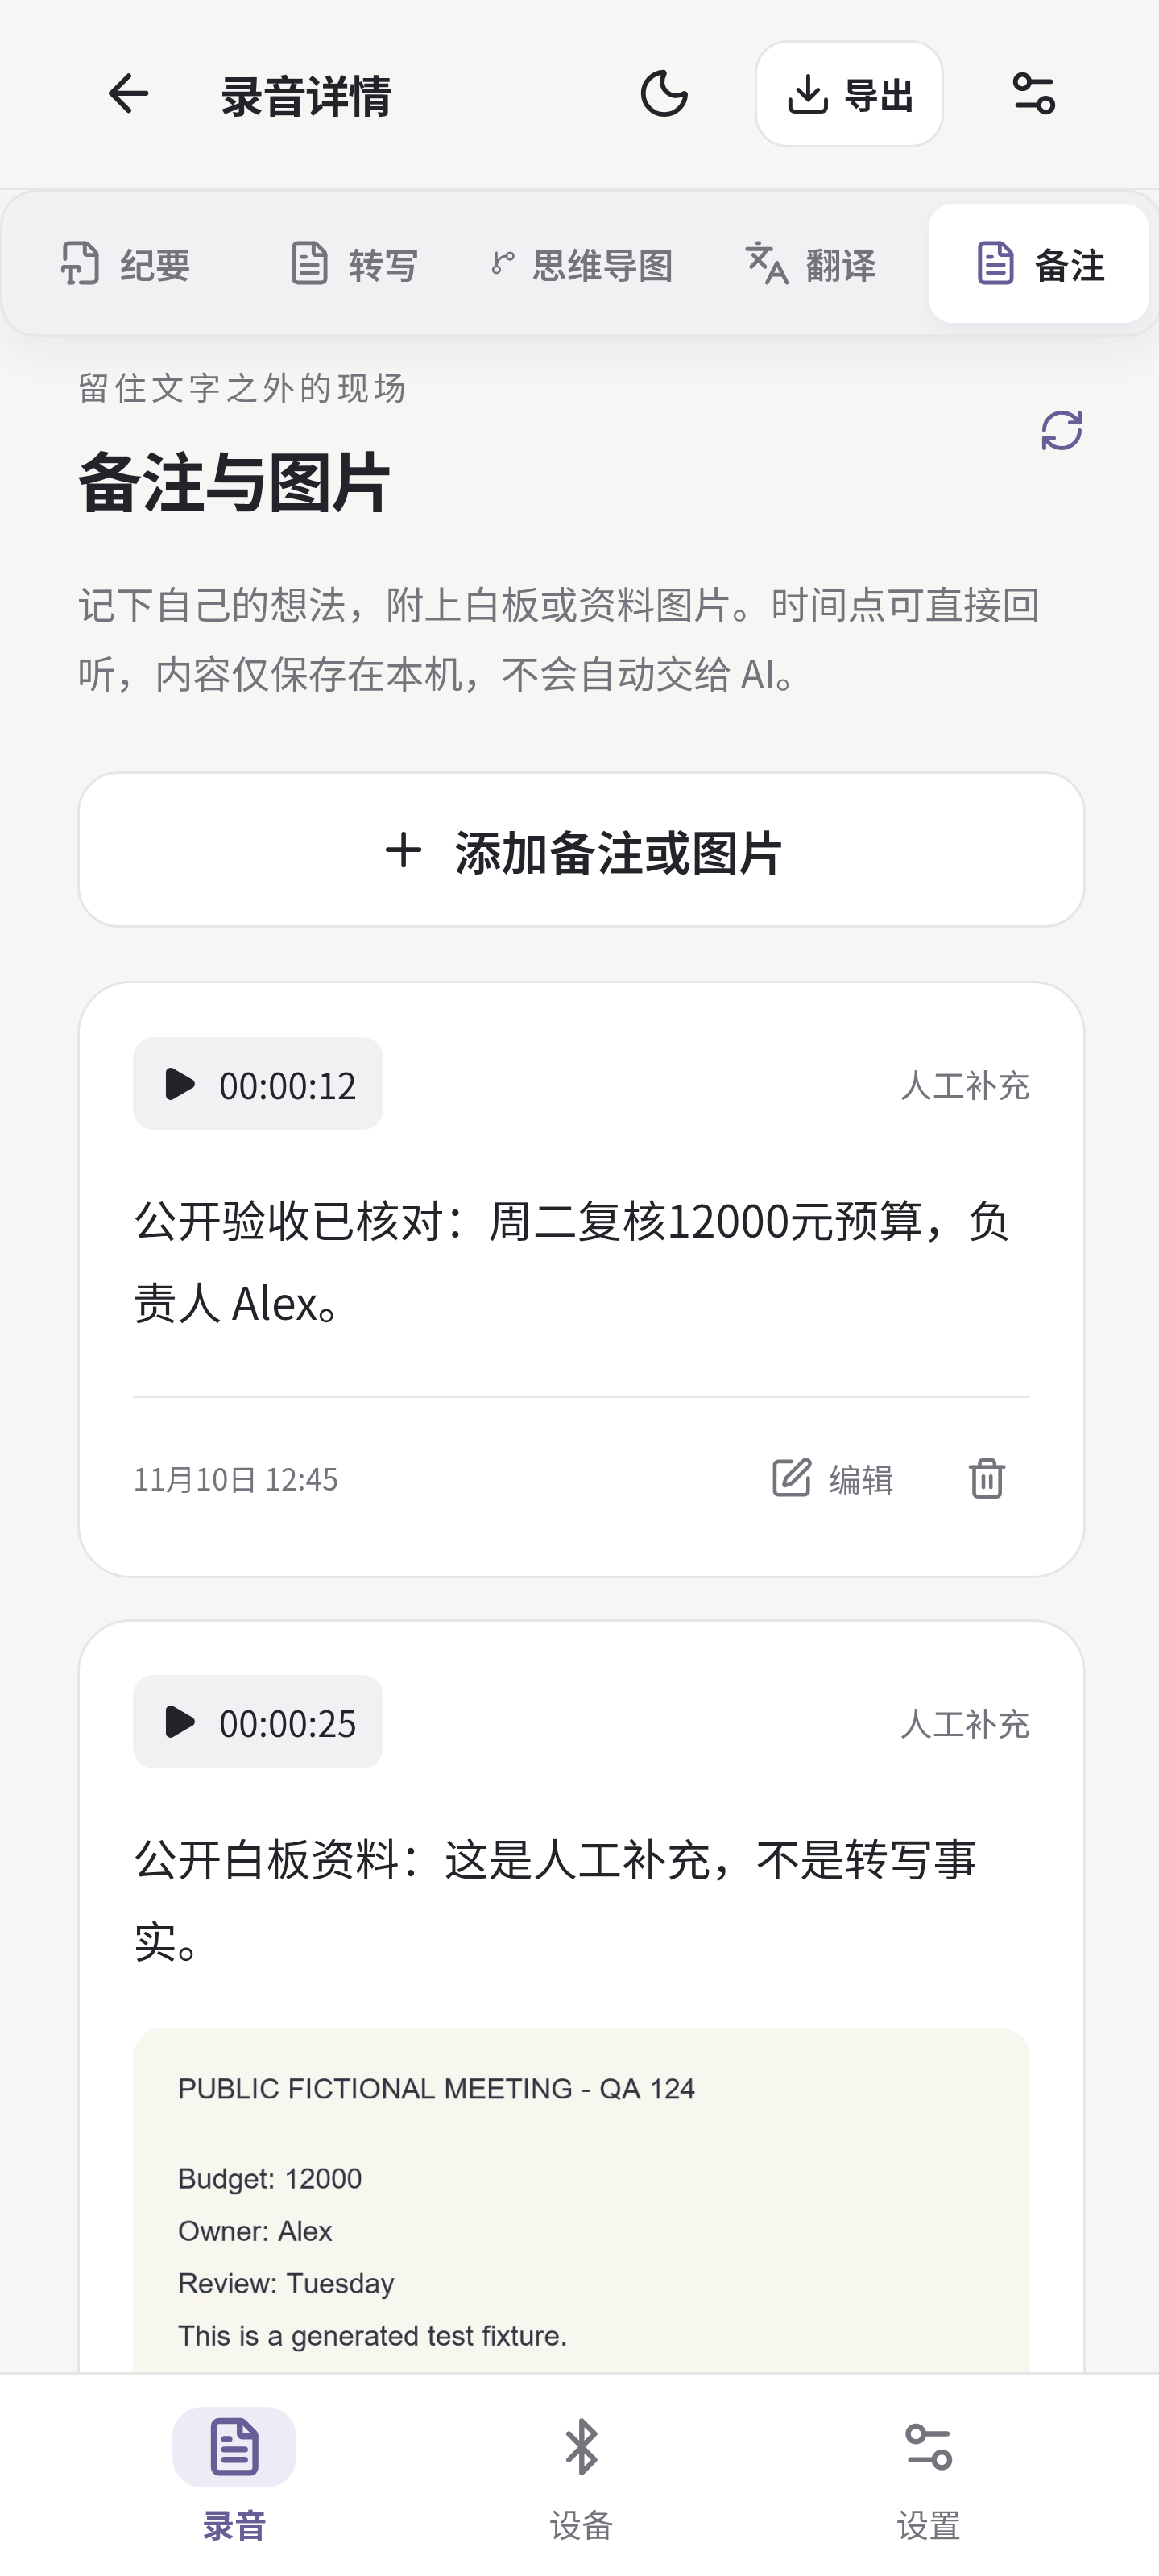 录音详情
导出
纪要
转写
思维导图
翻译
备注
留住文字之外的现场
备注与图片
记下自己的想法，附上白板或资料图片。时间点可直接回
听，内容仅保存在本机，不会自动交给 AI。
添加备注或图片
00:00:12
人工补充
公开验收已核对：周二复核12000元预算，负
责人 Alex。
11月10日 12:45
编辑
00:00:25
人工补充
公开白板资料：这是人工补充，不是转写事
实。
PUBLIC FICTIONAL MEETING - QA 124
Budget: 12000
Owner: Alex
Review: Tuesday
This is a generated test fixture.
录音
设备
设置